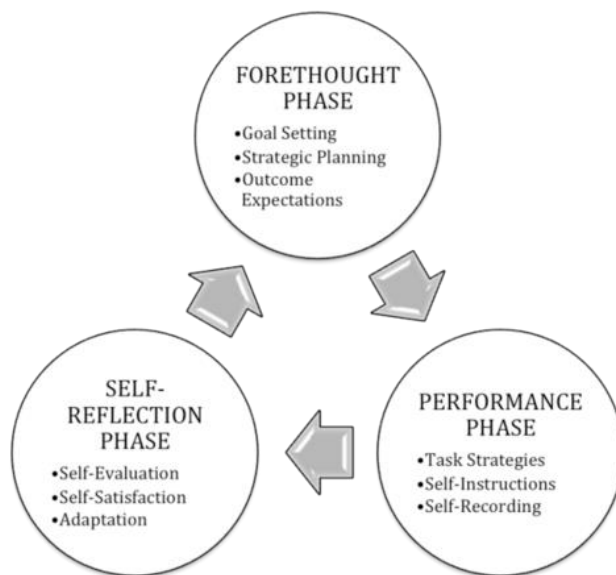 FORETHOUGHT
PHASE
•Goal Setting
•Strategic Planning
•Outcome
Expectations
SELF-
REFLECTION
PHASE
•Self-Evaluation
•Self-Satisfaction
•Adaptation
PERFORMANCE
PHASE
•Task Strategies
•Self-Instructions
•Self-Recording